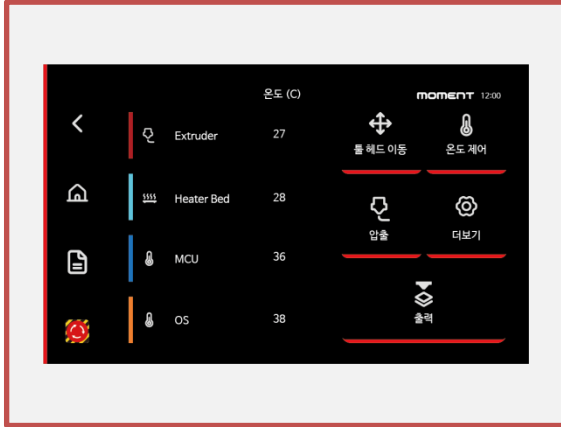 온도 (C)
moment 12:00
Extruder 27
툴 헤드 이동 온도 제어
Heater Bed 28
압출 더보기
MCU 36
OS 38
출력